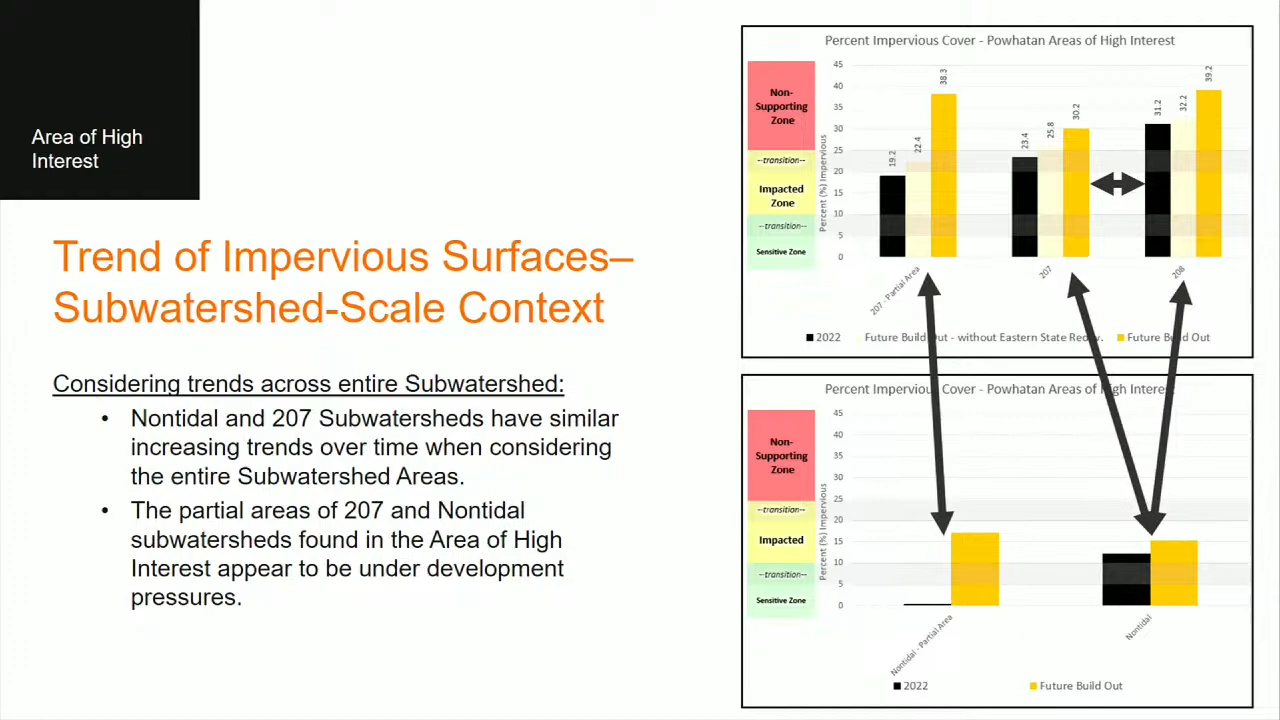 Area of High
Interest
Trend of Impervious Surfaces–
Subwatershed-Scale Context
Considering trends across entire Subwatershed:
• Nontidal and 207 Subwatersheds have similar
increasing trends over time when considering
the entire Subwatershed Areas.
• The partial areas of 207 and Nontidal
subwatersheds found in the Area of High
Interest appear to be under development
pressures.
Percent Impervious Cover - Powhatan Areas of High Interest
Non-
Supporting
Zone
--transition--
Impacted
Zone
--transition--
Sensitive Zone
Percent (%) Impervious
45
40
35
30
25
20
15
10
5
0
19.2
22.4
38.3
23.4
25.8
30.2
31.2
32.2
39.2
207 - Partial Area
207
208
2022
Future Build Out - without Eastern State
Future Build Out
Percent Impervious Cover - Powhatan Areas of High Interest
Non-
Supporting
Zone
--transition--
Impacted
--transition--
Sensitive Zone
Percent (%) Impervious
45
40
35
30
25
20
15
10
5
0
Nontidal - Partial Area
Nontidal
2022
Future Build Out